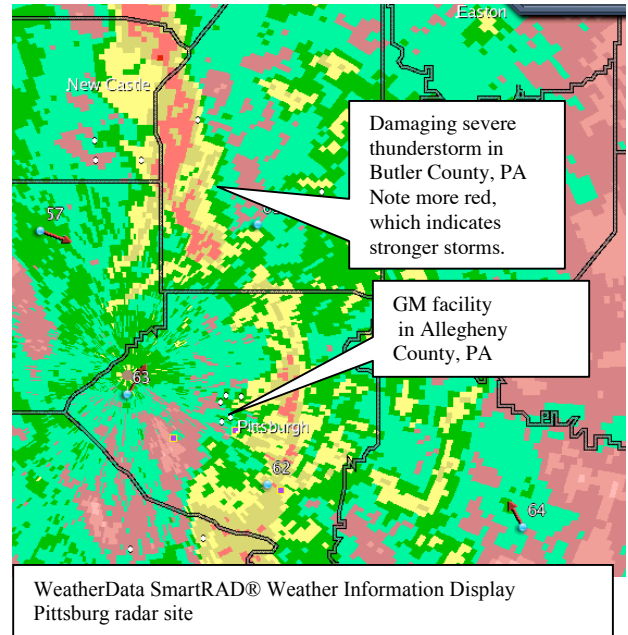 Easton
New Castle
Damaging severe
thunderstorm in
Butler County, PA
Note more red,
which indicates
stronger storms.
57
GM facility
in Allegheny
County, PA
63
Pittsburgh
62
64
WeatherData SmartRAD® Weather Information Display
Pittsburg radar site